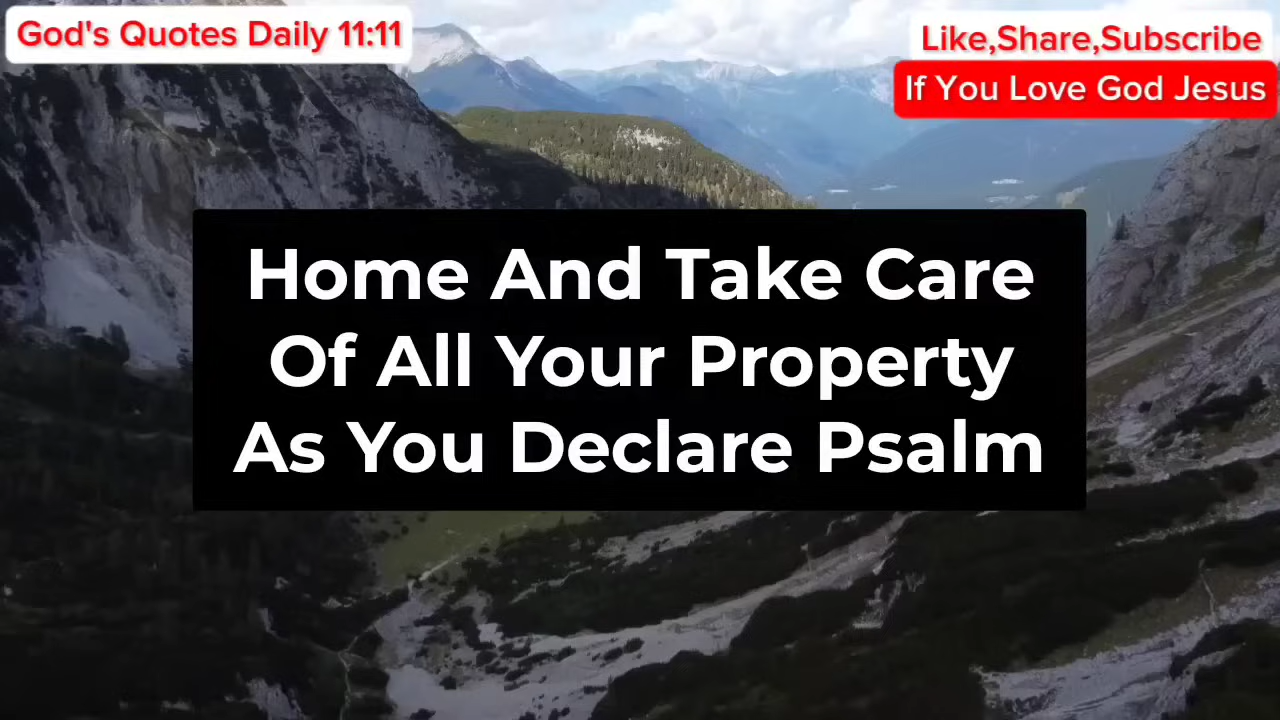 God's Quotes Daily 11:11
Like,Share,Subscribe
If You Love God Jesus
Home And Take Care
Of All Your Property
As You Declare Psalm